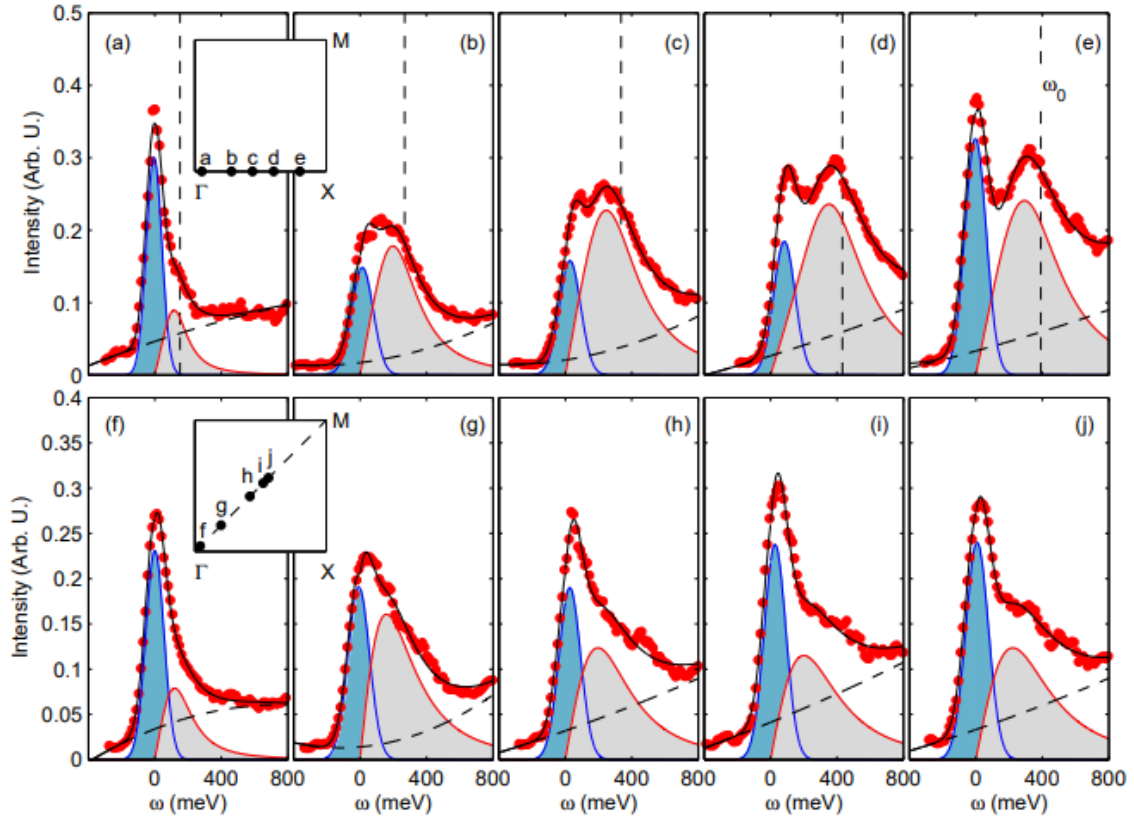 0.5
(a)
M
(b)
(c)
(d)
(e)
0.4
ω0
0.3
0.2
0.1
0
a b c d e
Γ
X
Intensity (Arb. U.)
0.4
(f)
M
(g)
(h)
(i)
(j)
0.35
0.3
0.25
0.2
0.15
0.1
0.05
0
j
i
h
g
f
Γ
X
Intensity (Arb. U.)
0 400 800 0 400 800 0 400 800 0 400 800 0 400 800
ω (meV) ω (meV) ω (meV) ω (meV) ω (meV)